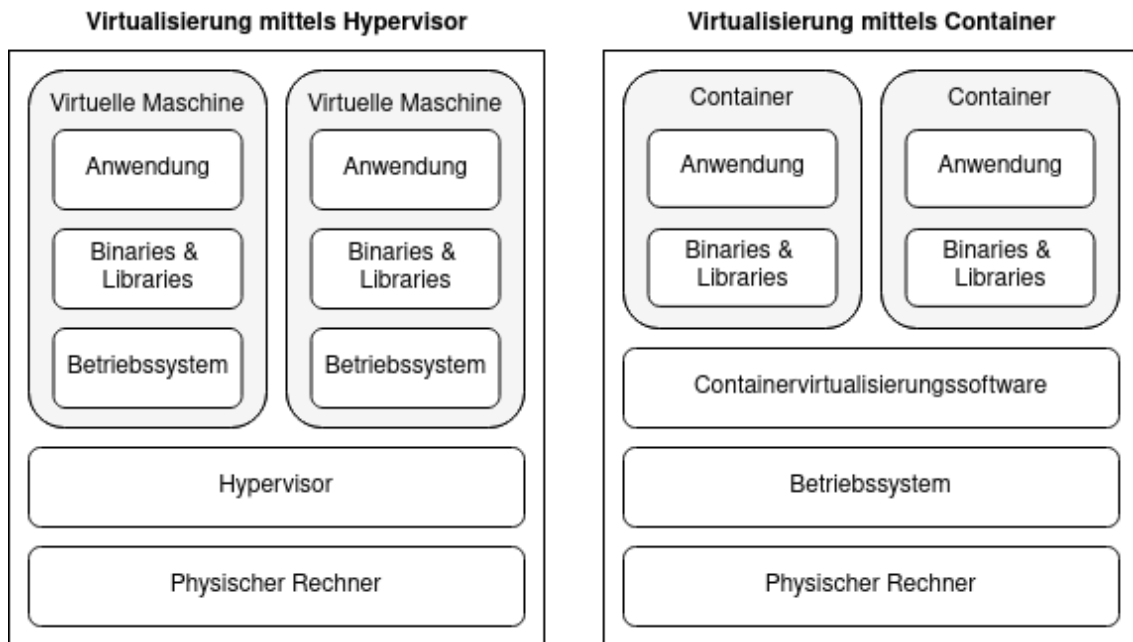 Virtualisierung mittels Hypervisor
Virtuelle Maschine
Anwendung
Binaries &
Libraries
Betriebssystem
Virtuelle Maschine
Anwendung
Binaries &
Libraries
Betriebssystem
Hypervisor
Physischer Rechner
Virtualisierung mittels Container
Container
Anwendung
Binaries &
Libraries
Container
Anwendung
Binaries &
Libraries
Containervirtualisierungssoftware
Betriebssystem
Physischer Rechner